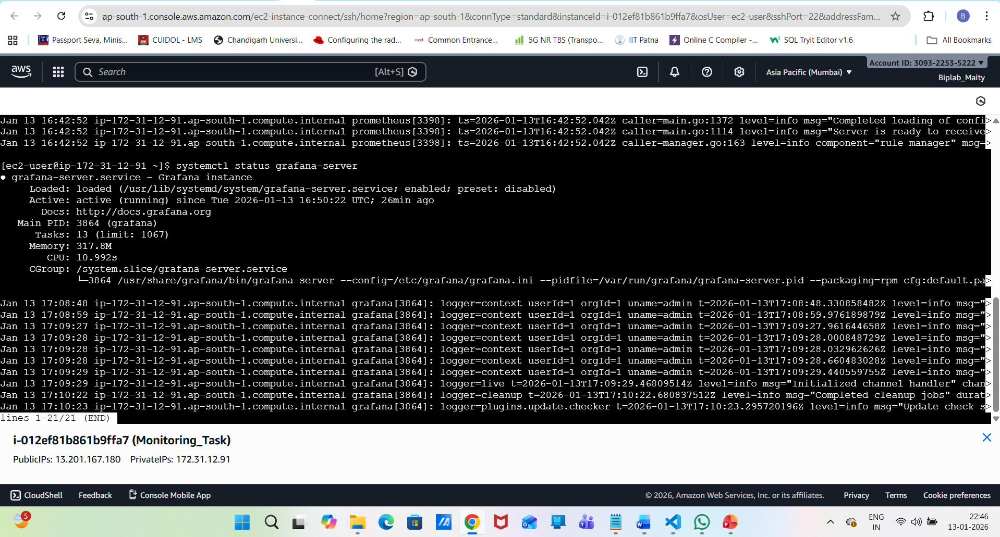 ap-south-1.console.aws.amazon.com/ec2-instance-connect/ssh/home?region=ap-south-1&connType=standard&instanceId=i-012ef81b861b9ffa7&osUser=ec2-user&sshPort=22&addressFam...
B
Passport Seva, Minis...
CUIDOL - LMS
Chandigarh Universi...
Configuring the rad...
Common Entrance...
5G NR TBS (Transpo...
IIT Patna
Online C Compiler -...
SQL Tryit Editor v1.6
All Bookmarks
aws
Search
[Alt+S]
Asia Pacific (Mumbai)
Account ID: 3093-2253-5222
Biplab_Maity
Jan 13 16:42:52 ip-172-31-12-91.ap-south-1.compute.internal prometheus[3398]: ts=2026-01-13T16:42:52.042Z caller=main.go:1372 level=info msg="Completed loading of confi>
Jan 13 16:42:52 ip-172-31-12-91.ap-south-1.compute.internal prometheus[3398]: ts=2026-01-13T16:42:52.042Z caller=main.go:1114 level=info msg="Server is ready to receive>
Jan 13 16:42:52 ip-172-31-12-91.ap-south-1.compute.internal prometheus[3398]: ts=2026-01-13T16:42:52.042Z caller=manager.go:163 level=info component="rule manager" msg=>
[ec2-user@ip-172-31-12-91 ~]$ systemctl status grafana-server
● grafana-server.service - Grafana instance
Loaded: loaded (/usr/lib/systemd/system/grafana-server.service; enabled; preset: disabled)
Active: active (running) since Tue 2026-01-13 16:50:22 UTC; 26min ago
Docs: http://docs.grafana.org
Main PID: 3864 (grafana)
Tasks: 13 (limit: 1067)
Memory: 317.8M
CPU: 10.992s
CGroup: /system.slice/grafana-server.service
└─3864 /usr/share/grafana/bin/grafana server --config=/etc/grafana/grafana.ini --pidfile=/var/run/grafana/grafana-server.pid --packaging=rpm cfg:default.pa>
Jan 13 17:08:48 ip-172-31-12-91.ap-south-1.compute.internal grafana[3864]: logger=context userId=1 orgId=1 uname=admin t=2026-01-13T17:08:48.330858482Z level=info msg=">
Jan 13 17:08:59 ip-172-31-12-91.ap-south-1.compute.internal grafana[3864]: logger=context userId=1 orgId=1 uname=admin t=2026-01-13T17:08:59.976189879Z level=info msg=">
Jan 13 17:09:27 ip-172-31-12-91.ap-south-1.compute.internal grafana[3864]: logger=context userId=1 orgId=1 uname=admin t=2026-01-13T17:09:27.961644658Z level=info msg=">
Jan 13 17:09:28 ip-172-31-12-91.ap-south-1.compute.internal grafana[3864]: logger=context userId=1 orgId=1 uname=admin t=2026-01-13T17:09:28.000848729Z level=info msg=">
Jan 13 17:09:28 ip-172-31-12-91.ap-south-1.compute.internal grafana[3864]: logger=context userId=1 orgId=1 uname=admin t=2026-01-13T17:09:28.032962626Z level=info msg=">
Jan 13 17:09:28 ip-172-31-12-91.ap-south-1.compute.internal grafana[3864]: logger=context userId=1 orgId=1 uname=admin t=2026-01-13T17:09:28.660483028Z level=info msg=">
Jan 13 17:09:29 ip-172-31-12-91.ap-south-1.compute.internal grafana[3864]: logger=context userId=1 orgId=1 uname=admin t=2026-01-13T17:09:29.440559755Z level=info msg=">
Jan 13 17:09:29 ip-172-31-12-91.ap-south-1.compute.internal grafana[3864]: logger=live t=2026-01-13T17:09:29.46809514Z level=info msg="Initialized channel handler" chan>
Jan 13 17:10:22 ip-172-31-12-91.ap-south-1.compute.internal grafana[3864]: logger=cleanup t=2026-01-13T17:10:22.680837512Z level=info msg="Completed cleanup jobs" durat>
Jan 13 17:10:23 ip-172-31-12-91.ap-south-1.compute.internal grafana[3864]: logger=plugins.update.checker t=2026-01-13T17:10:23.295720196Z level=info msg="Update check s>
lines 1-21/21 (END)
i-012ef81b861b9ffa7 (Monitoring_Task)
PublicIPs: 13.201.167.180 PrivateIPs: 172.31.12.91
CloudShell
Feedback
Console Mobile App
© 2026, Amazon Web Services, Inc. or its affiliates.
Privacy
Terms
Cookie preferences
5
ENG
IN
22:46
13-01-2026